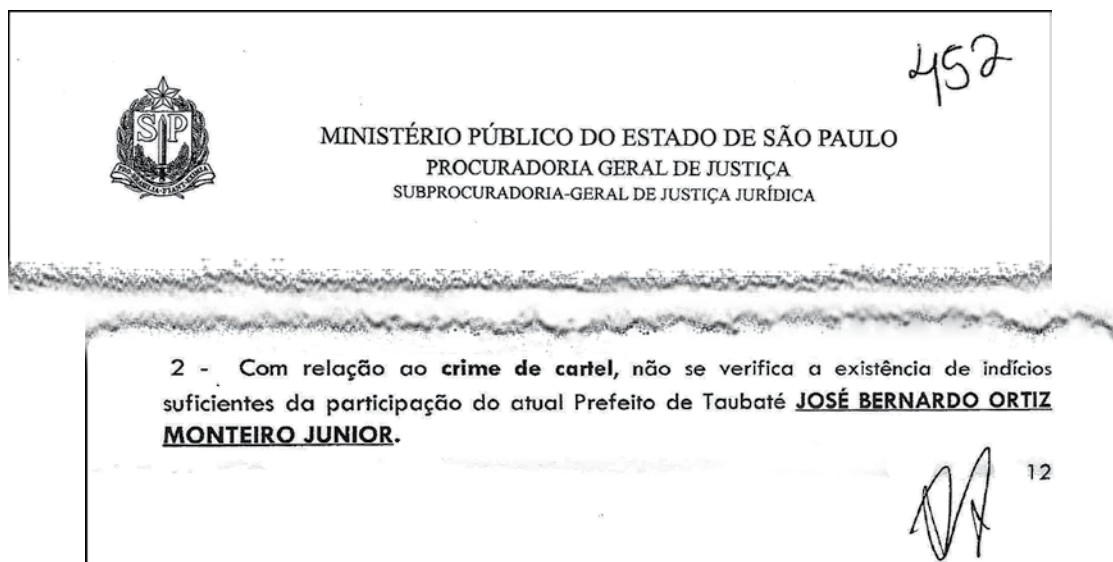 452
SP
MINISTÉRIO PÚBLICO DO ESTADO DE SÃO PAULO
PROCURADORIA GERAL DE JUSTIÇA
SUBPROCURADORIA-GERAL DE JUSTIÇA JURÍDICA
2 - Com relação ao crime de cartel, não se verifica a existência de indícios
suficientes da participação do atual Prefeito de Taubaté JOSÉ BERNARDO ORTIZ
MONTEIRO JUNIOR.
12